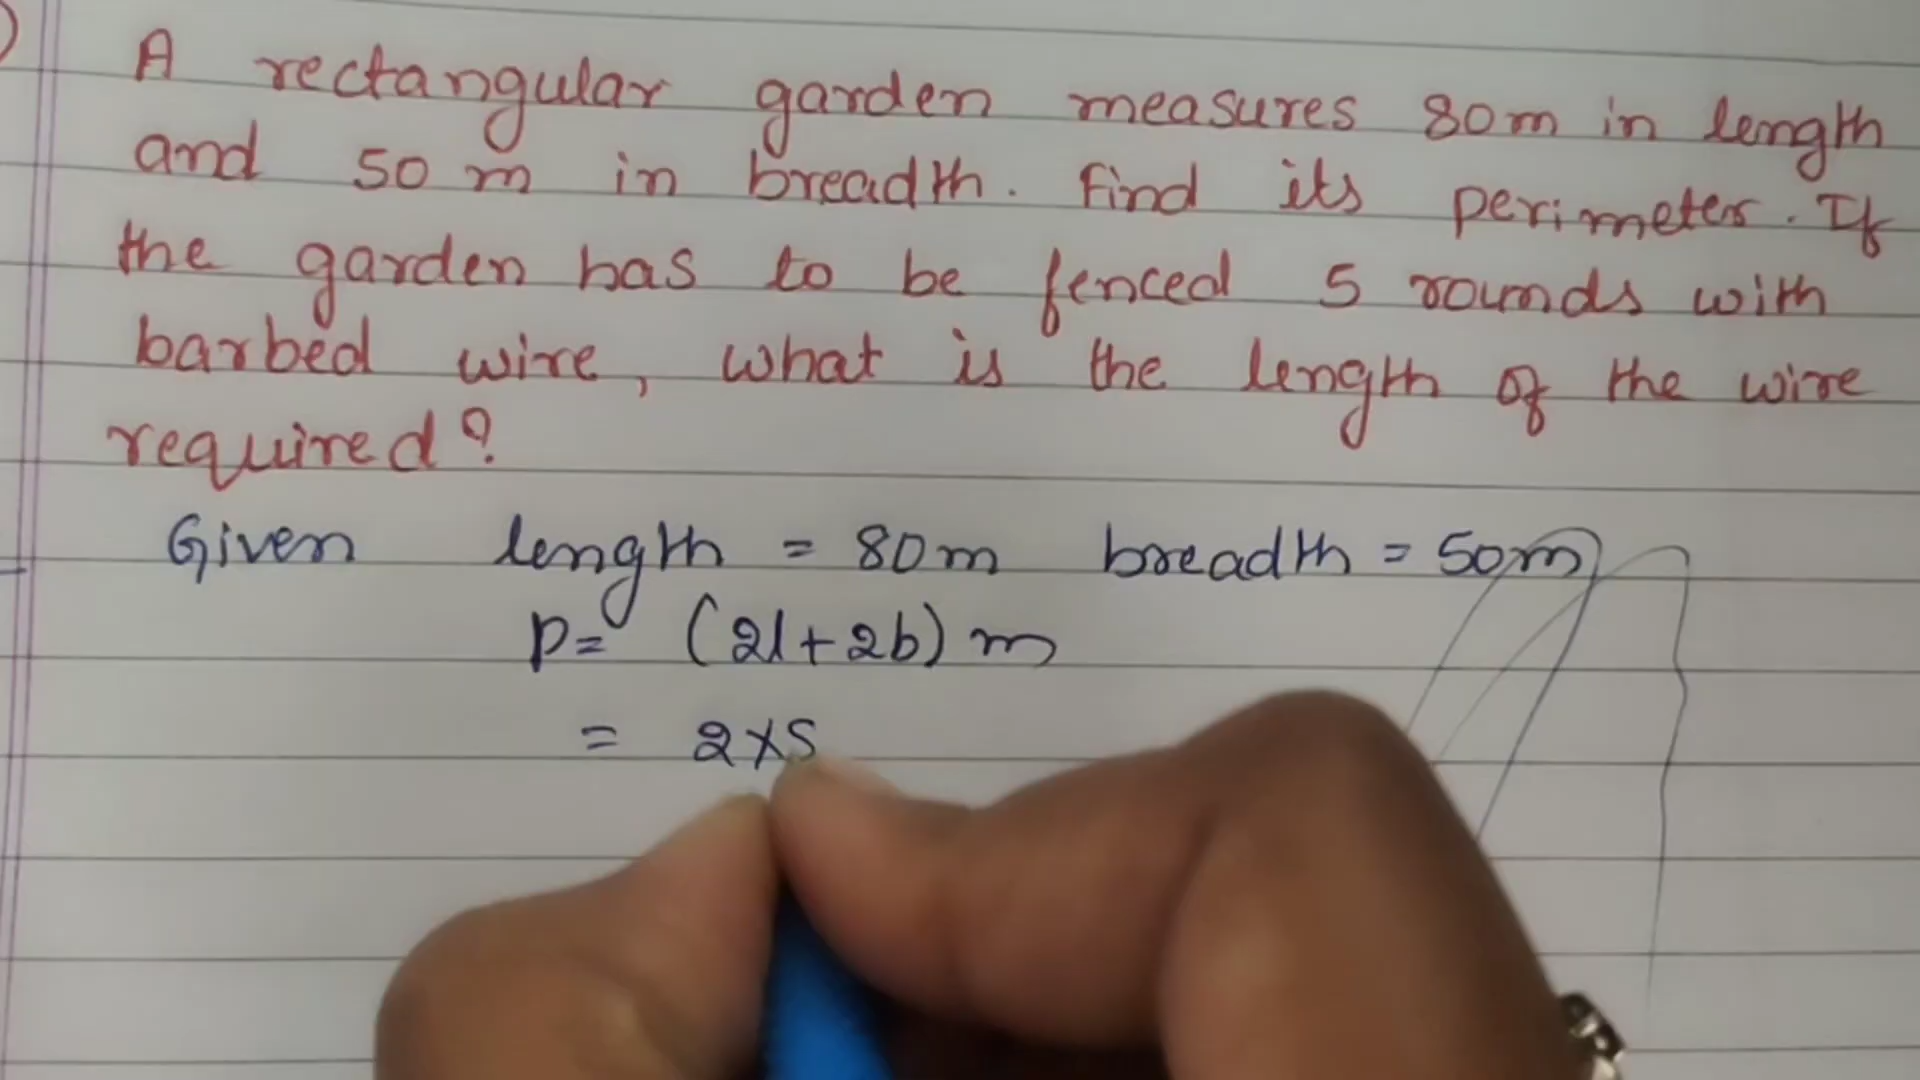 A rectangular garden measures 80m in length
and 50 m in breadth. Find its perimeter. If
the garden has to be fenced 5 rounds with
barbed wire, what is the length of the wire
required?
Given length = 80m breadth = 50m
P= (2l+2b) m
= 2×5